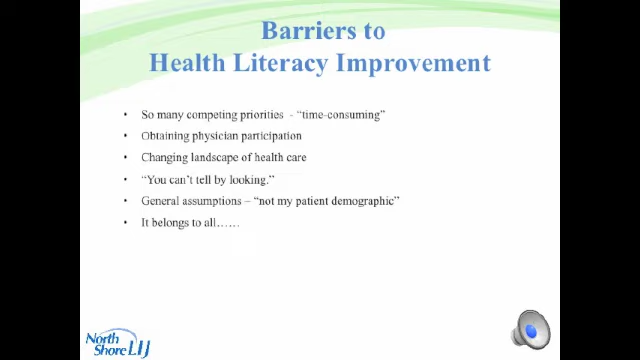 Barriers to
Health Literacy Improvement
• So many competing priorities - “time-consuming”
• Obtaining physician participation
• Changing landscape of health care
• “You can’t tell by looking.”
• General assumptions – “not my patient demographic”
• It belongs to all……
North
Shore LIJ